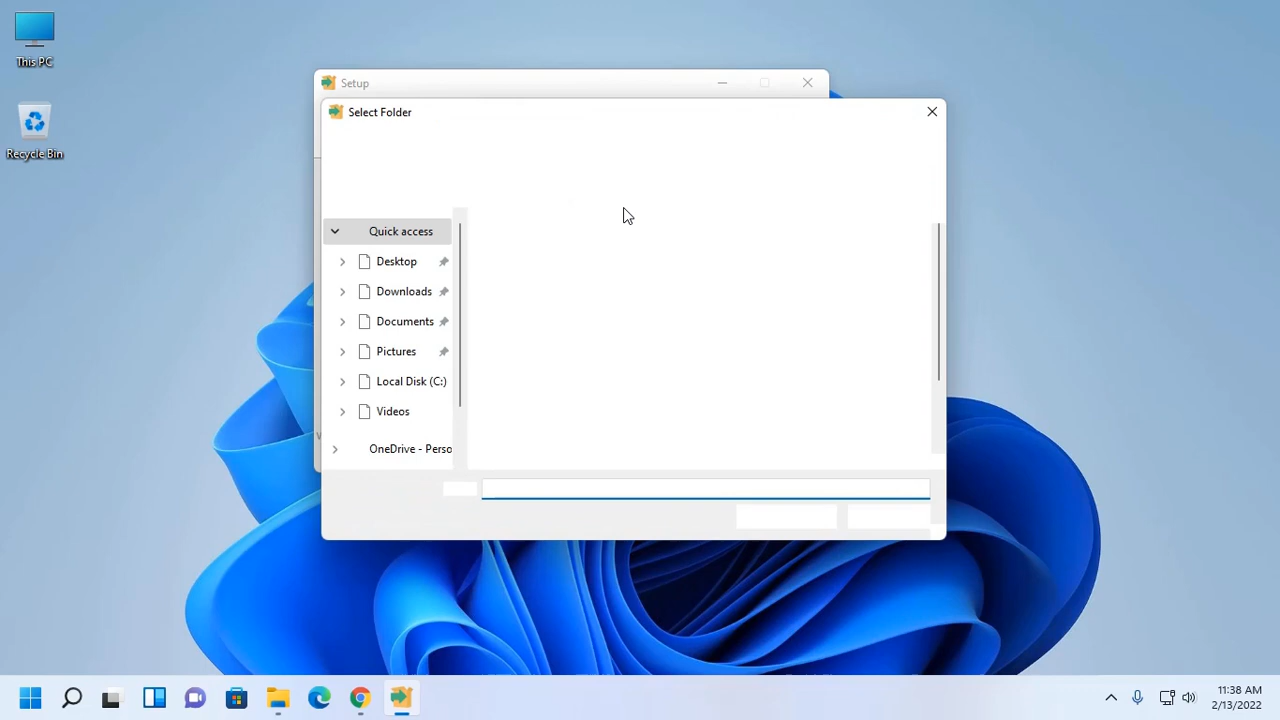 This PC
Recycle Bin
Setup
Select Folder
Quick access
Desktop
Downloads
Documents
Pictures
Local Disk (C:)
Videos
OneDrive - Perso
11:38 AM
2/13/2022